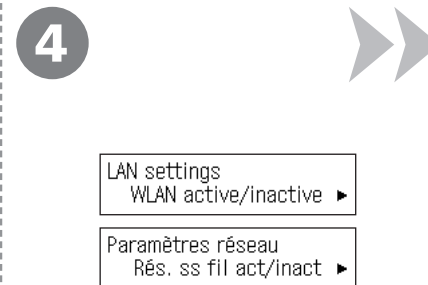 4
LAN settings
WLAN active/inactive ►
Paramètres réseau
Rés. ss fil act/inact ►